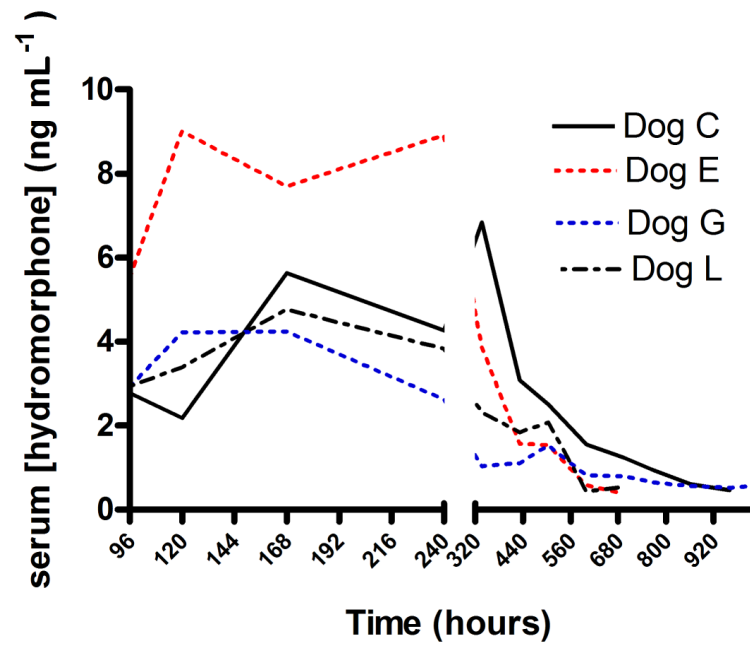 serum [hydromorphone] (ng mL⁻¹)
10
8
6
4
2
0
Dog C
Dog E
Dog G
Dog L
96 120 144 168 192 216 240 320 440 560 680 800 920
Time (hours)